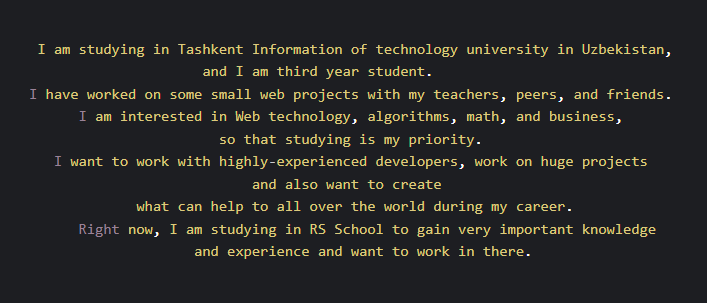 I am studying in Tashkent Information of technology university in Uzbekistan,
and I am third year student.
I have worked on some small web projects with my teachers, peers, and friends.
I am interested in Web technology, algorithms, math, and business,
so that studying is my priority.
I want to work with highly-experienced developers, work on huge projects
and also want to create
what can help to all over the world during my career.
Right now, I am studying in RS School to gain very important knowledge
and experience and want to work in there.